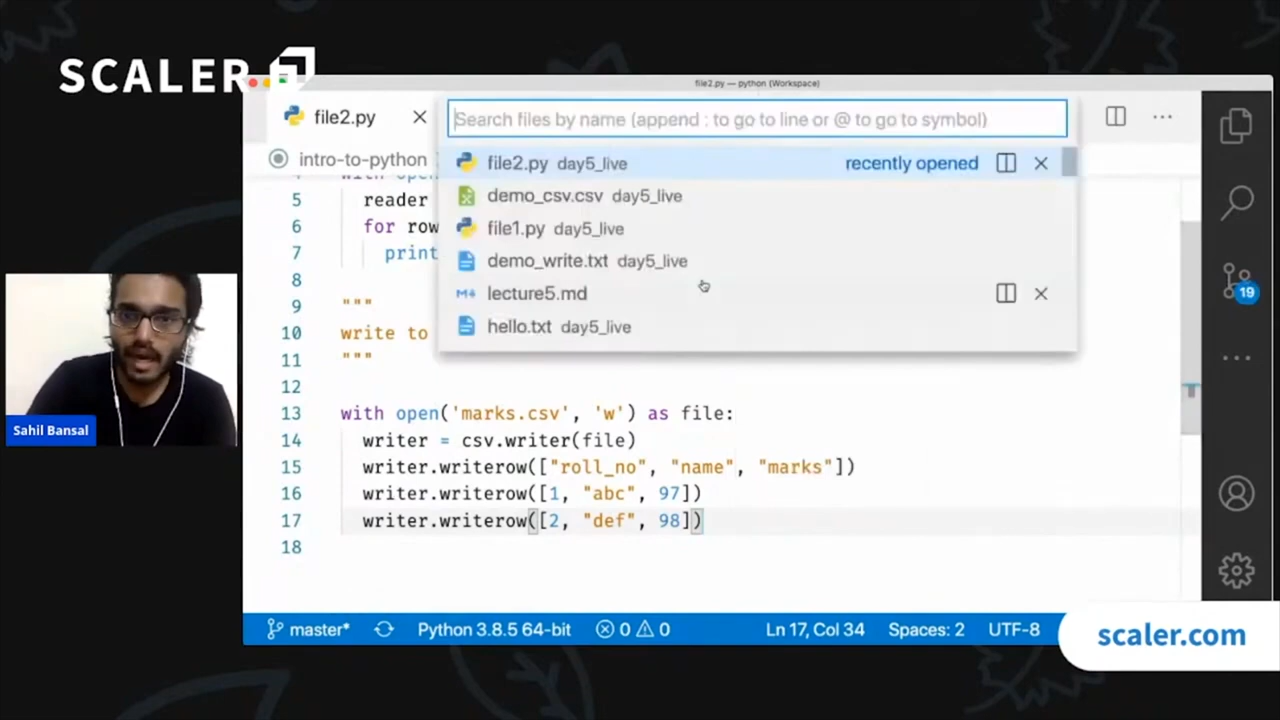 SCALER
file2.py — python (Workspace)
file2.py
Search files by name (append : to go to line or @ to go to symbol)
intro-to-python
file2.py day5_live recently opened
demo_csv.csv day5_live
file1.py day5_live
demo_write.txt day5_live
lecture5.md
hello.txt day5_live
5 reader
6 for row
7 print
8
9 """
10 write to
11 """
12
13 with open('marks.csv', 'w') as file:
14 writer = csv.writer(file)
15 writer.writerow(["roll_no", "name", "marks"])
16 writer.writerow([1, "abc", 97])
17 writer.writerow([2, "def", 98])
18
19
Sahil Bansal
master* Python 3.8.5 64-bit 0 0 Ln 17, Col 34 Spaces: 2 UTF-8
scaler.com